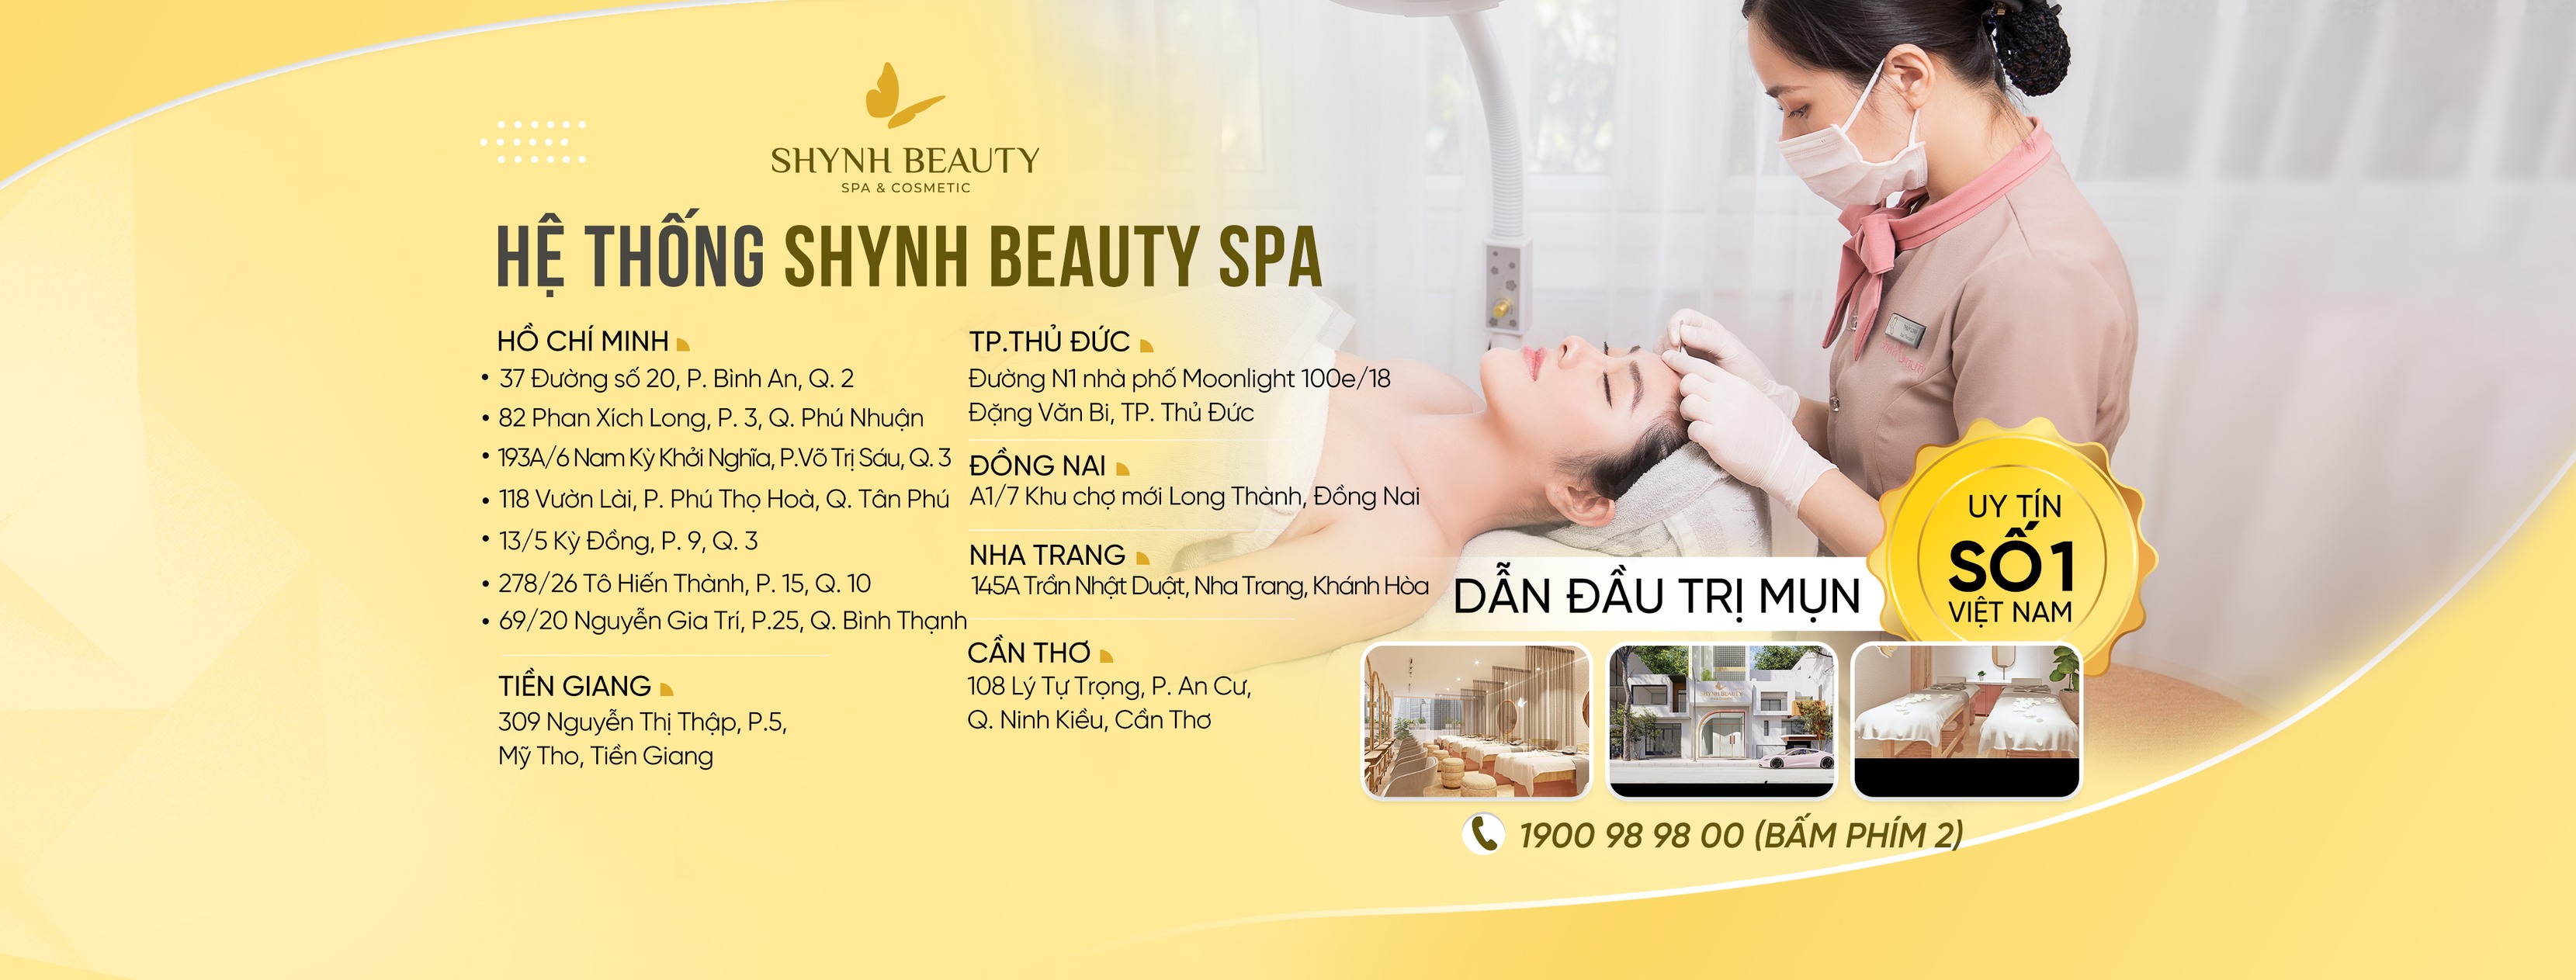 SHYNH BEAUTY
SPA & COSMETIC
HỆ THỐNG SHYNH BEAUTY SPA
HỒ CHÍ MINH
• 37 Đường số 20, P. Bình An, Q. 2
• 82 Phan Xích Long, P. 3, Q. Phú Nhuận
• 193A/6 Nam Kỳ Khởi Nghĩa, P.Võ Trị Sáu, Q. 3
• 118 Vườn Lài, P. Phú Thọ Hoà, Q. Tân Phú
• 13/5 Kỳ Đồng, P. 9, Q. 3
• 278/26 Tô Hiến Thành, P. 15, Q. 10
• 69/20 Nguyễn Gia Trí, P.25, Q. Bình Thạnh
TIỀN GIANG
309 Nguyễn Thị Thập, P.5,
Mỹ Tho, Tiền Giang
TP.THỦ ĐỨC
Đường N1 nhà phố Moonlight 100e/18
Đặng Văn Bi, TP. Thủ Đức
ĐỒNG NAI
A1/7 Khu chợ mới Long Thành, Đồng Nai
NHA TRANG
145A Trần Nhật Duật, Nha Trang, Khánh Hòa
CẦN THƠ
108 Lý Tự Trọng, P. An Cư,
Q. Ninh Kiều, Cần Thơ
DẪN ĐẦU TRỊ MỤN
UY TÍN
SỐ 1
VIỆT NAM
SHYNH BEAUTY
1900 98 98 00 (BẤM PHÍM 2)